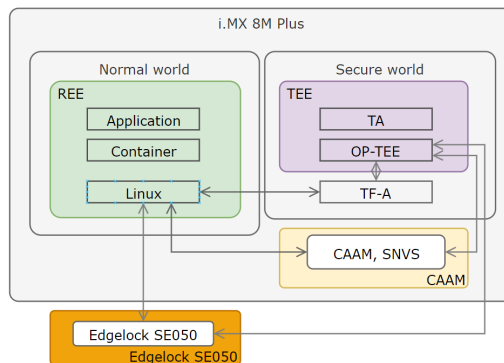 i.MX 8M Plus
Normal world
Secure world
REE
TEE
Application
TA
Container
OP-TEE
Linux
TF-A
CAAM, SNVS
CAAM
Edgelock SE050
Edgelock SE050